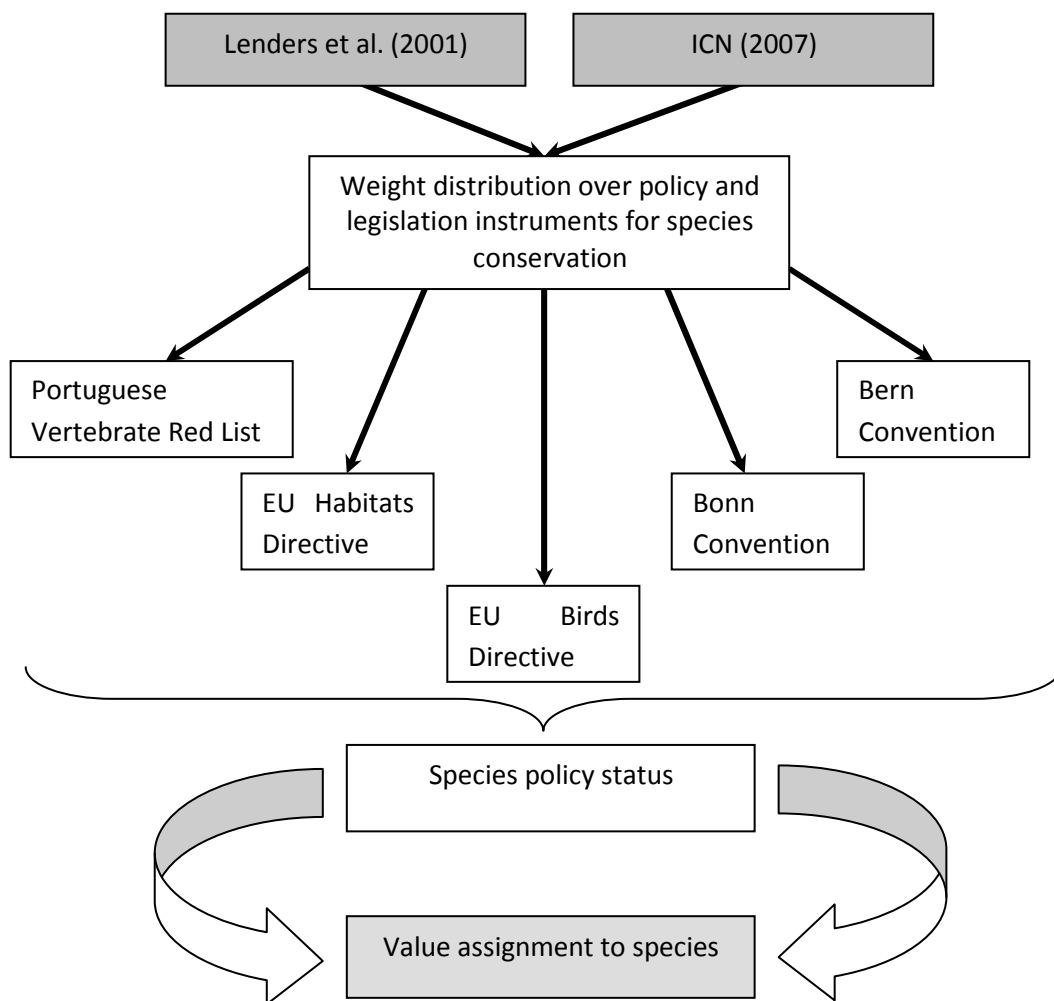 Lenders et al. (2001)
ICN (2007)
Weight distribution over policy and
legislation instruments for species
conservation
Portuguese
Vertebrate Red List
Bern
Convention
EU Habitats
Directive
Bonn
Convention
EU Birds
Directive
Species policy status
Value assignment to species